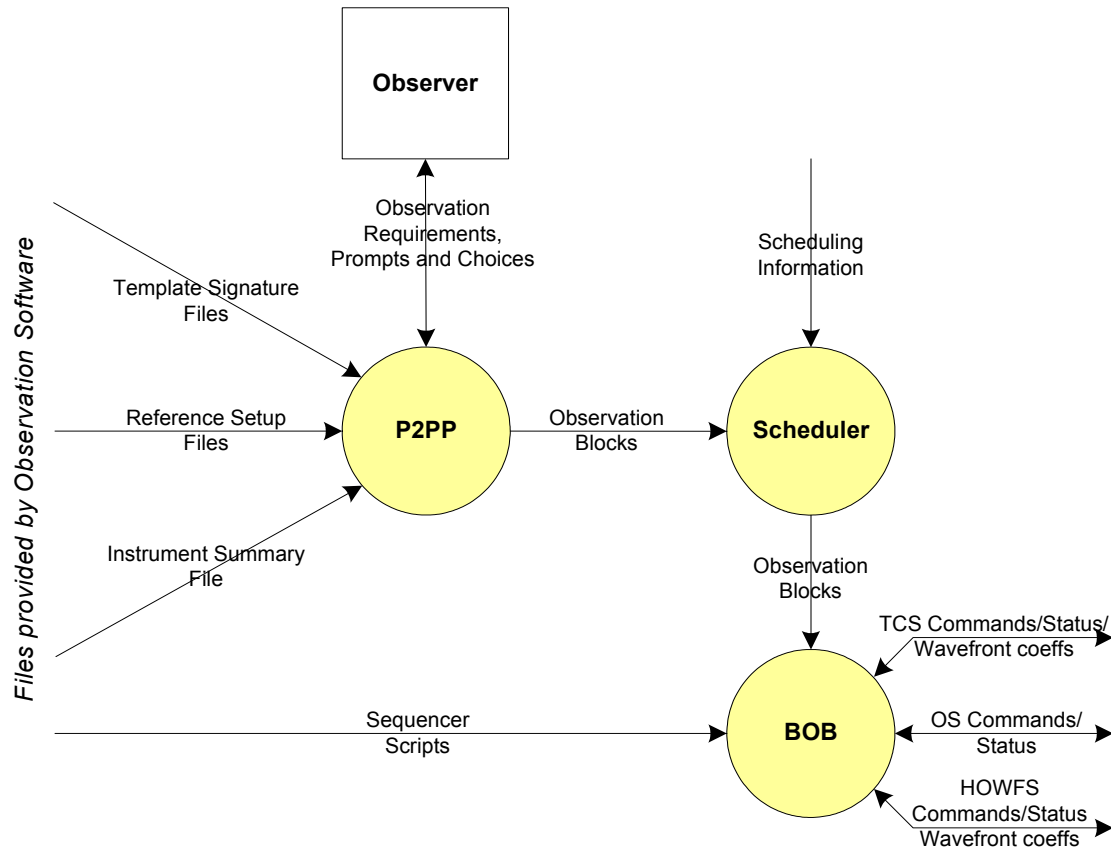 Observer
Observation
Requirements,
Prompts and Choices
Scheduling
Information
Files provided by Observation Software
Template Signature
Files
Reference Setup
Files
P2PP
Observation
Blocks
Scheduler
Instrument Summary
File
Observation
Blocks
TCS Commands/Status/
Wavefront coeffs
Sequencer
Scripts
BOB
OS Commands/
Status
HOWFS
Commands/Status
Wavefront coeffs